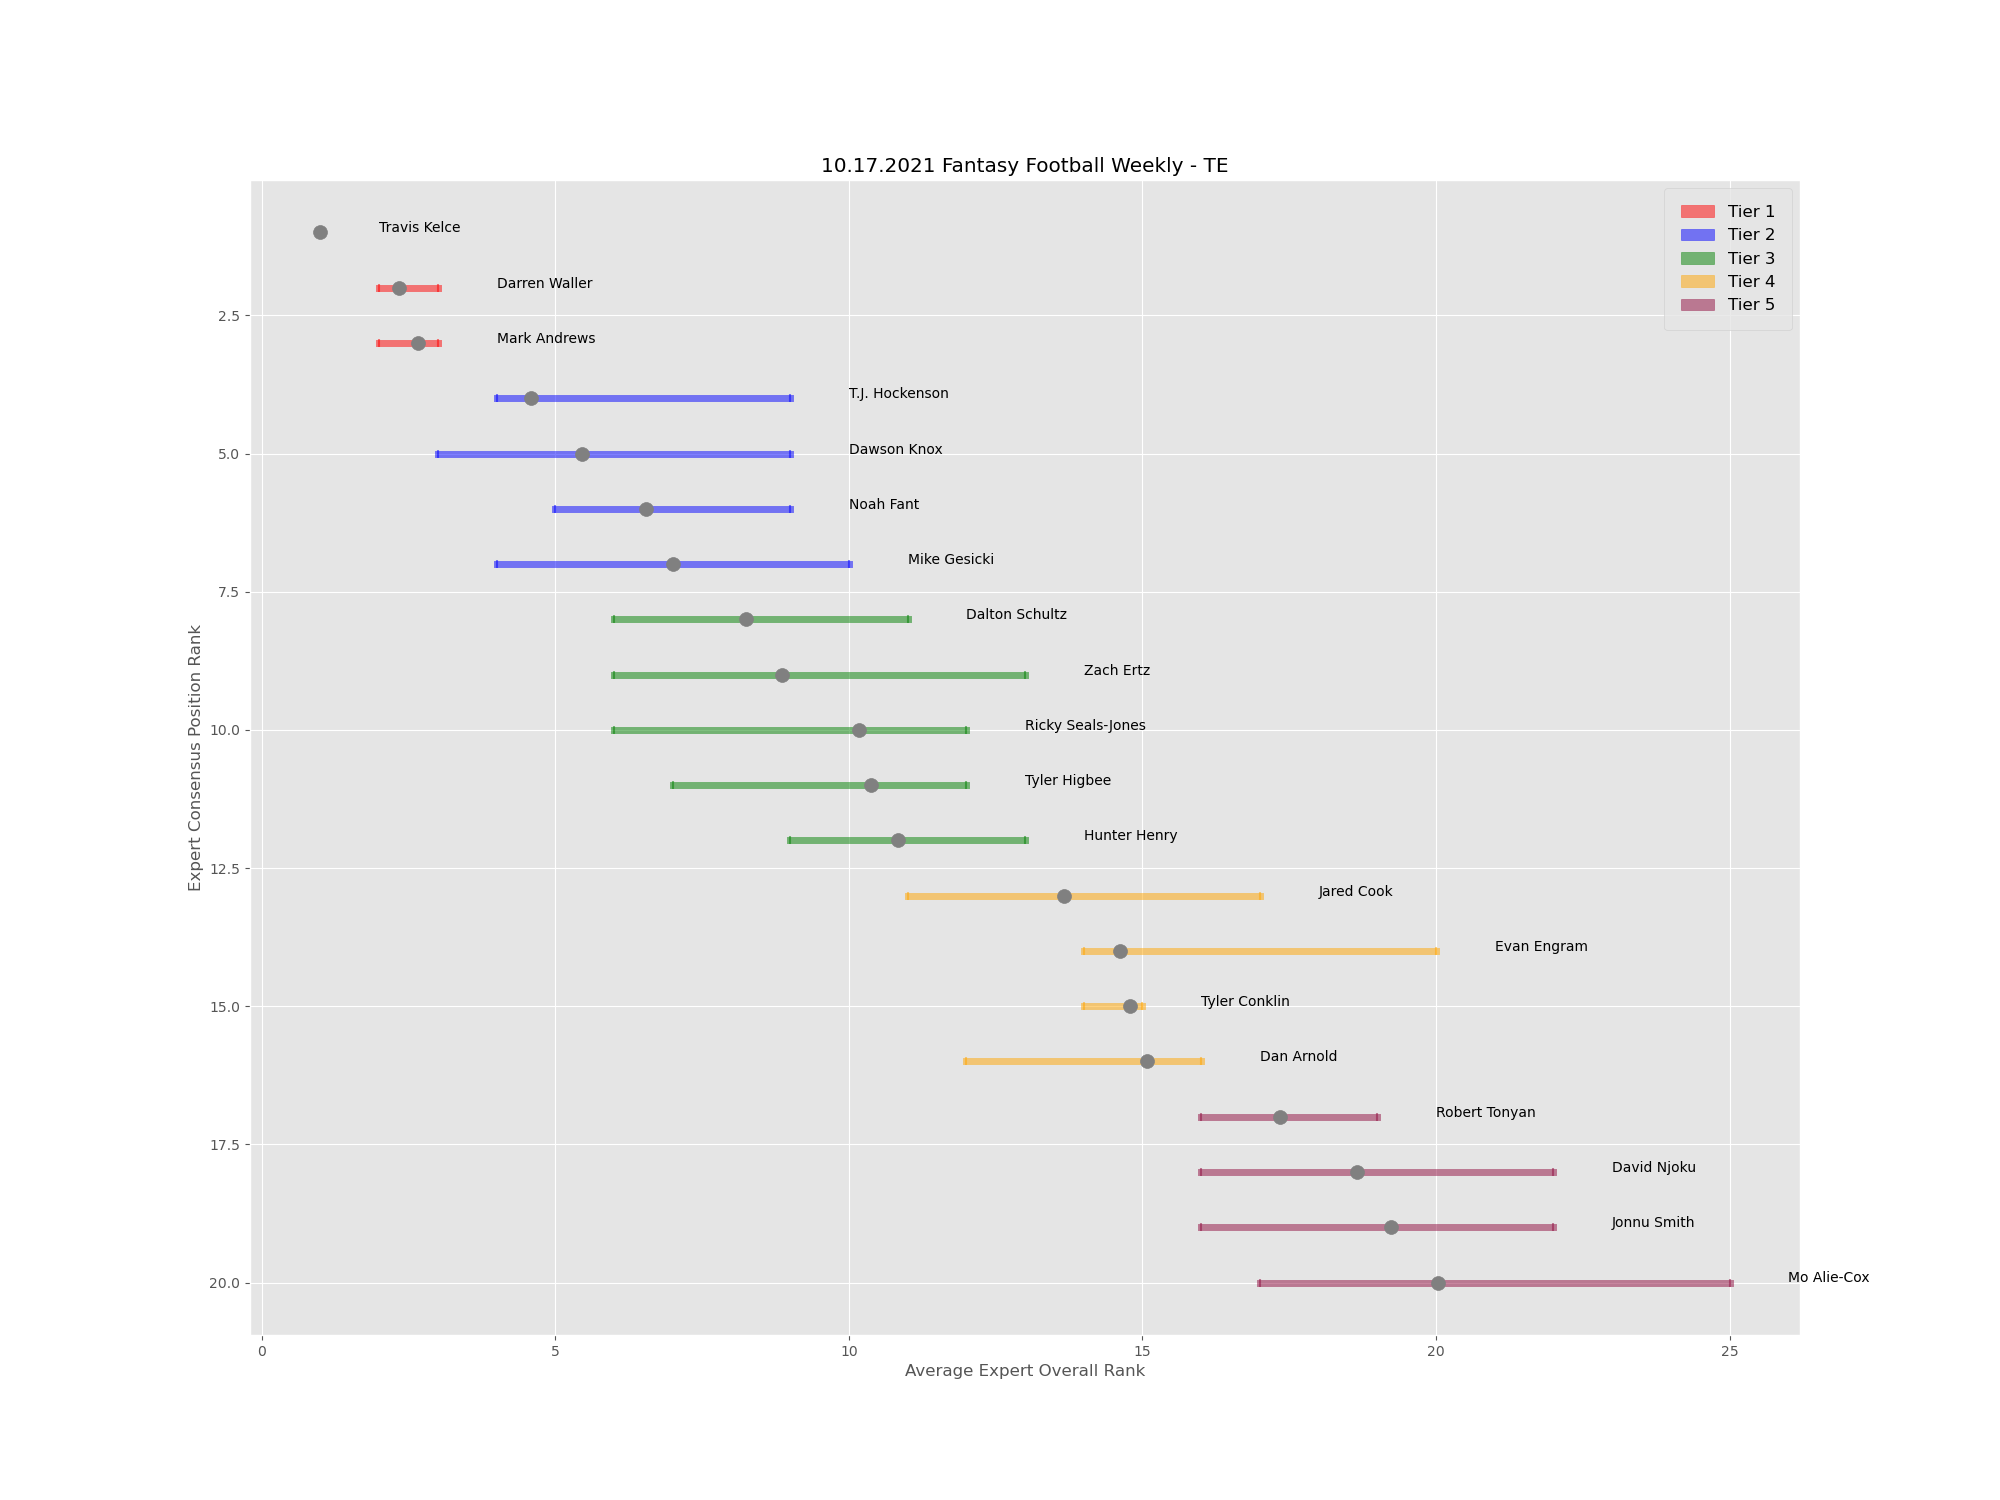 10.17.2021 Fantasy Football Weekly - TE
Tier 1
Tier 2
Tier 3
Tier 4
Tier 5
Travis Kelce
Darren Waller
Mark Andrews
T.J. Hockenson
Dawson Knox
Noah Fant
Mike Gesicki
Dalton Schultz
Zach Ertz
Ricky Seals-Jones
Tyler Higbee
Hunter Henry
Jared Cook
Evan Engram
Tyler Conklin
Dan Arnold
Robert Tonyan
David Njoku
Jonnu Smith
Mo Alie-Cox
Expert Consensus Position Rank
2.5
5.0
7.5
10.0
12.5
15.0
17.5
20.0
0 5 10 15 20 25
Average Expert Overall Rank